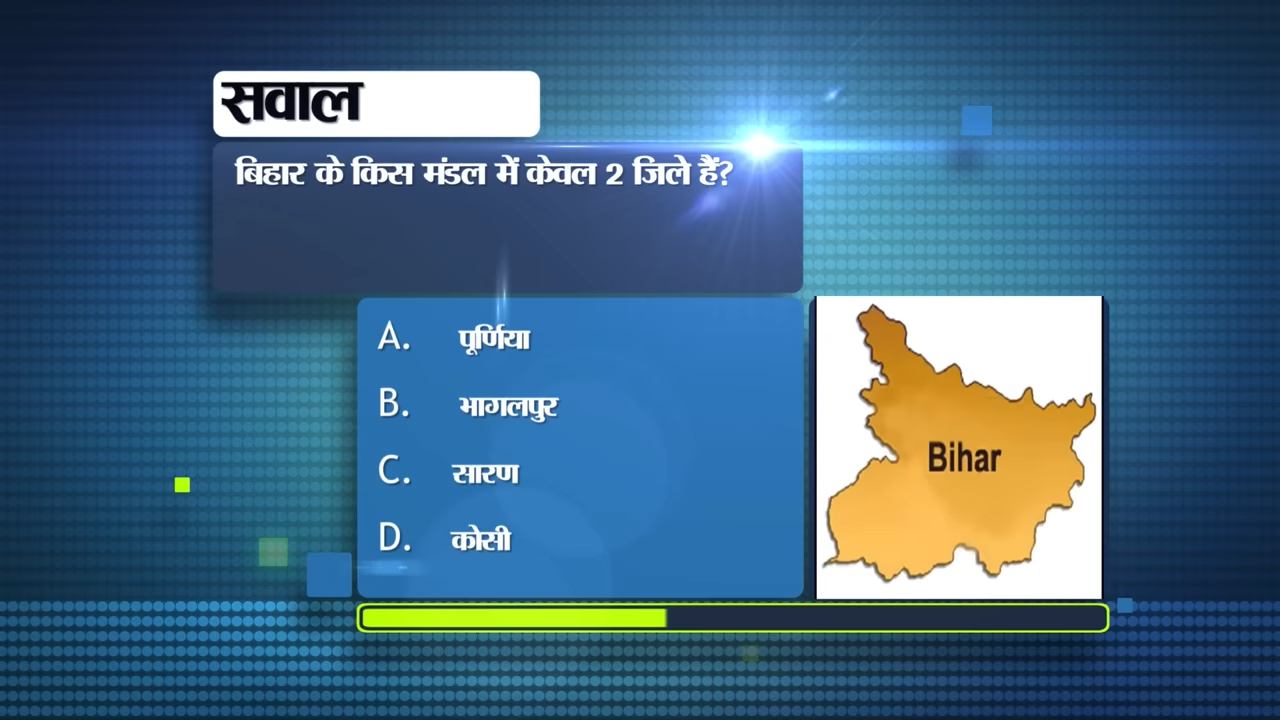 सवाल
बिहार के किस मंडल में केवल 2 जिले हैं?
A. पूर्णिया
B. भागलपुर
C. सारण
D. कोसी
Bihar